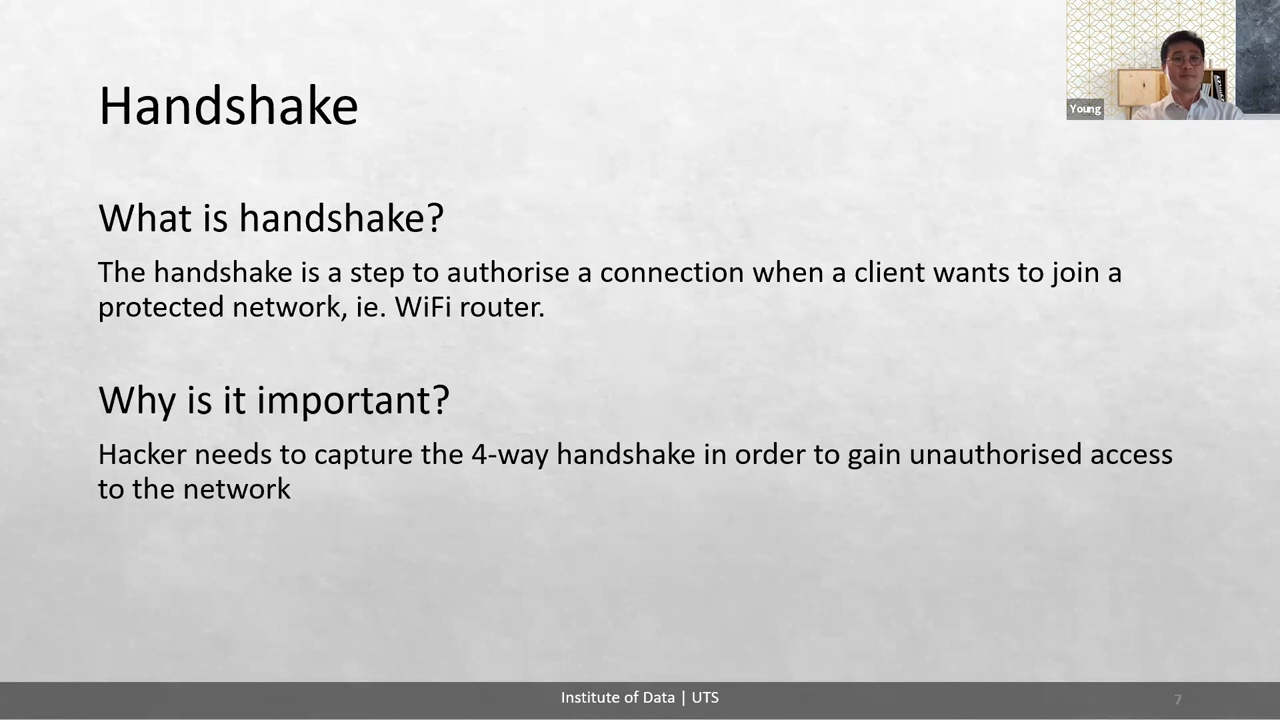 Young
Handshake
What is handshake?
The handshake is a step to authorise a connection when a client wants to join a
protected network, ie. WiFi router.
Why is it important?
Hacker needs to capture the 4-way handshake in order to gain unauthorised access
to the network
Institute of Data | UTS
7